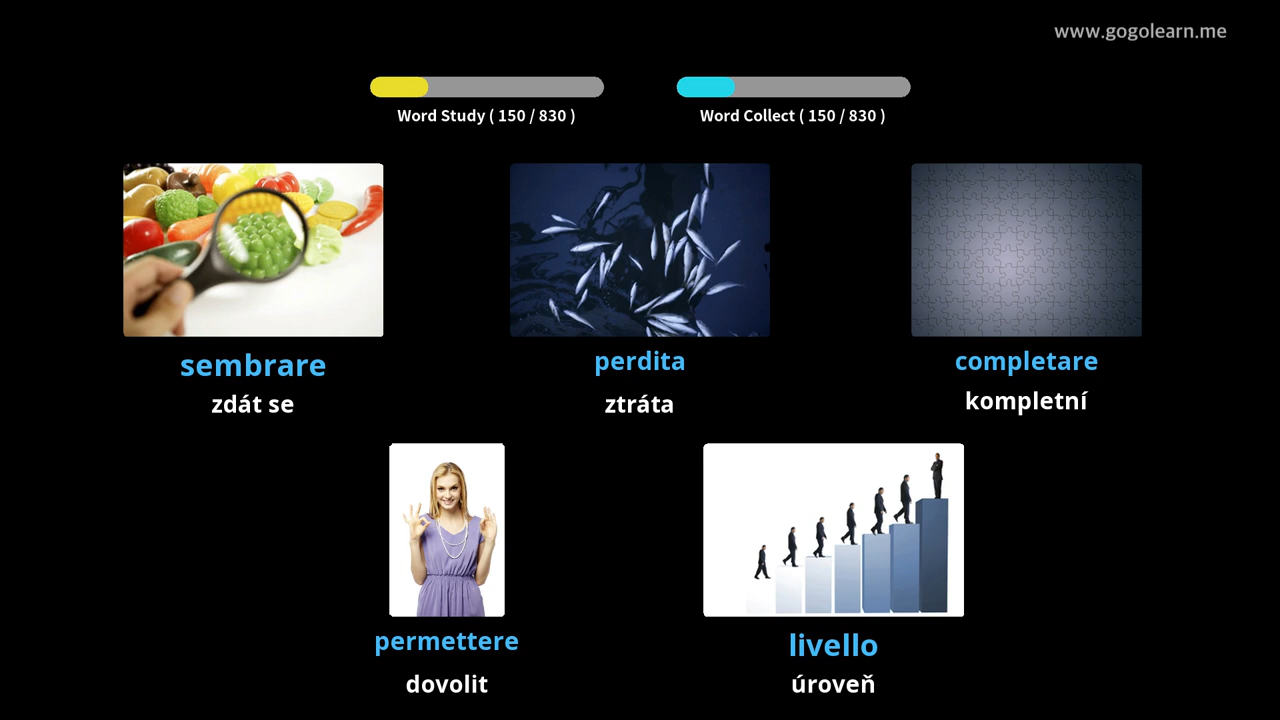 www.gogolearn.me
Word Study ( 150 / 830 )
Word Collect ( 150 / 830 )
sembrare
zdát se
perdita
ztráta
completare
kompletní
permettere
dovolit
livello
úroveň